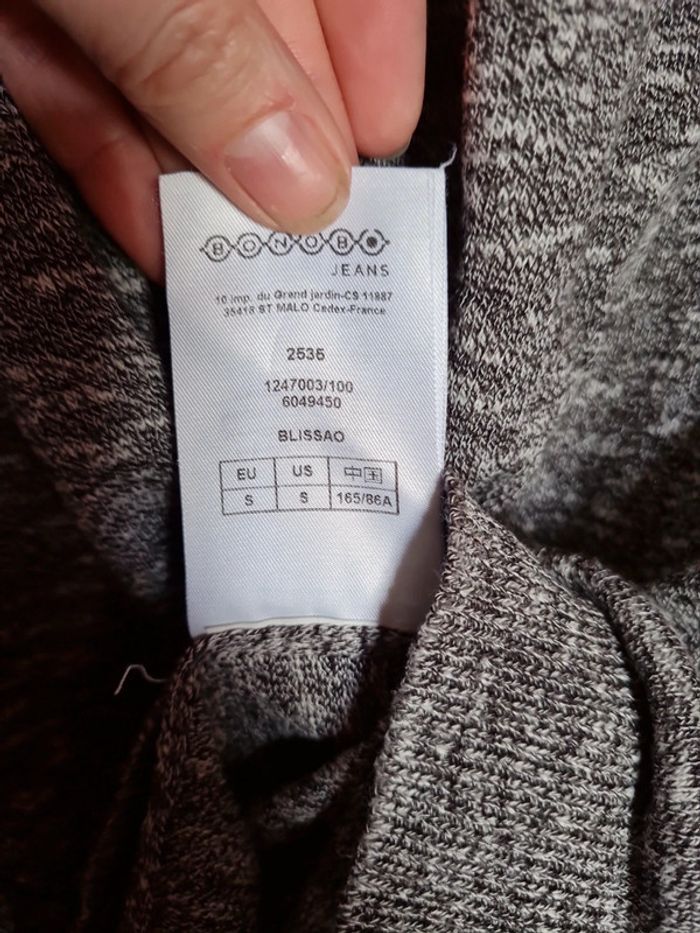 BONOBO
JEANS
10 imp. du Grand jardin-CS 11887
35418 ST MALO Cedex-France
2535
1247003/100
6049450
BLISSAO
EU US 中国
S S 165/86A